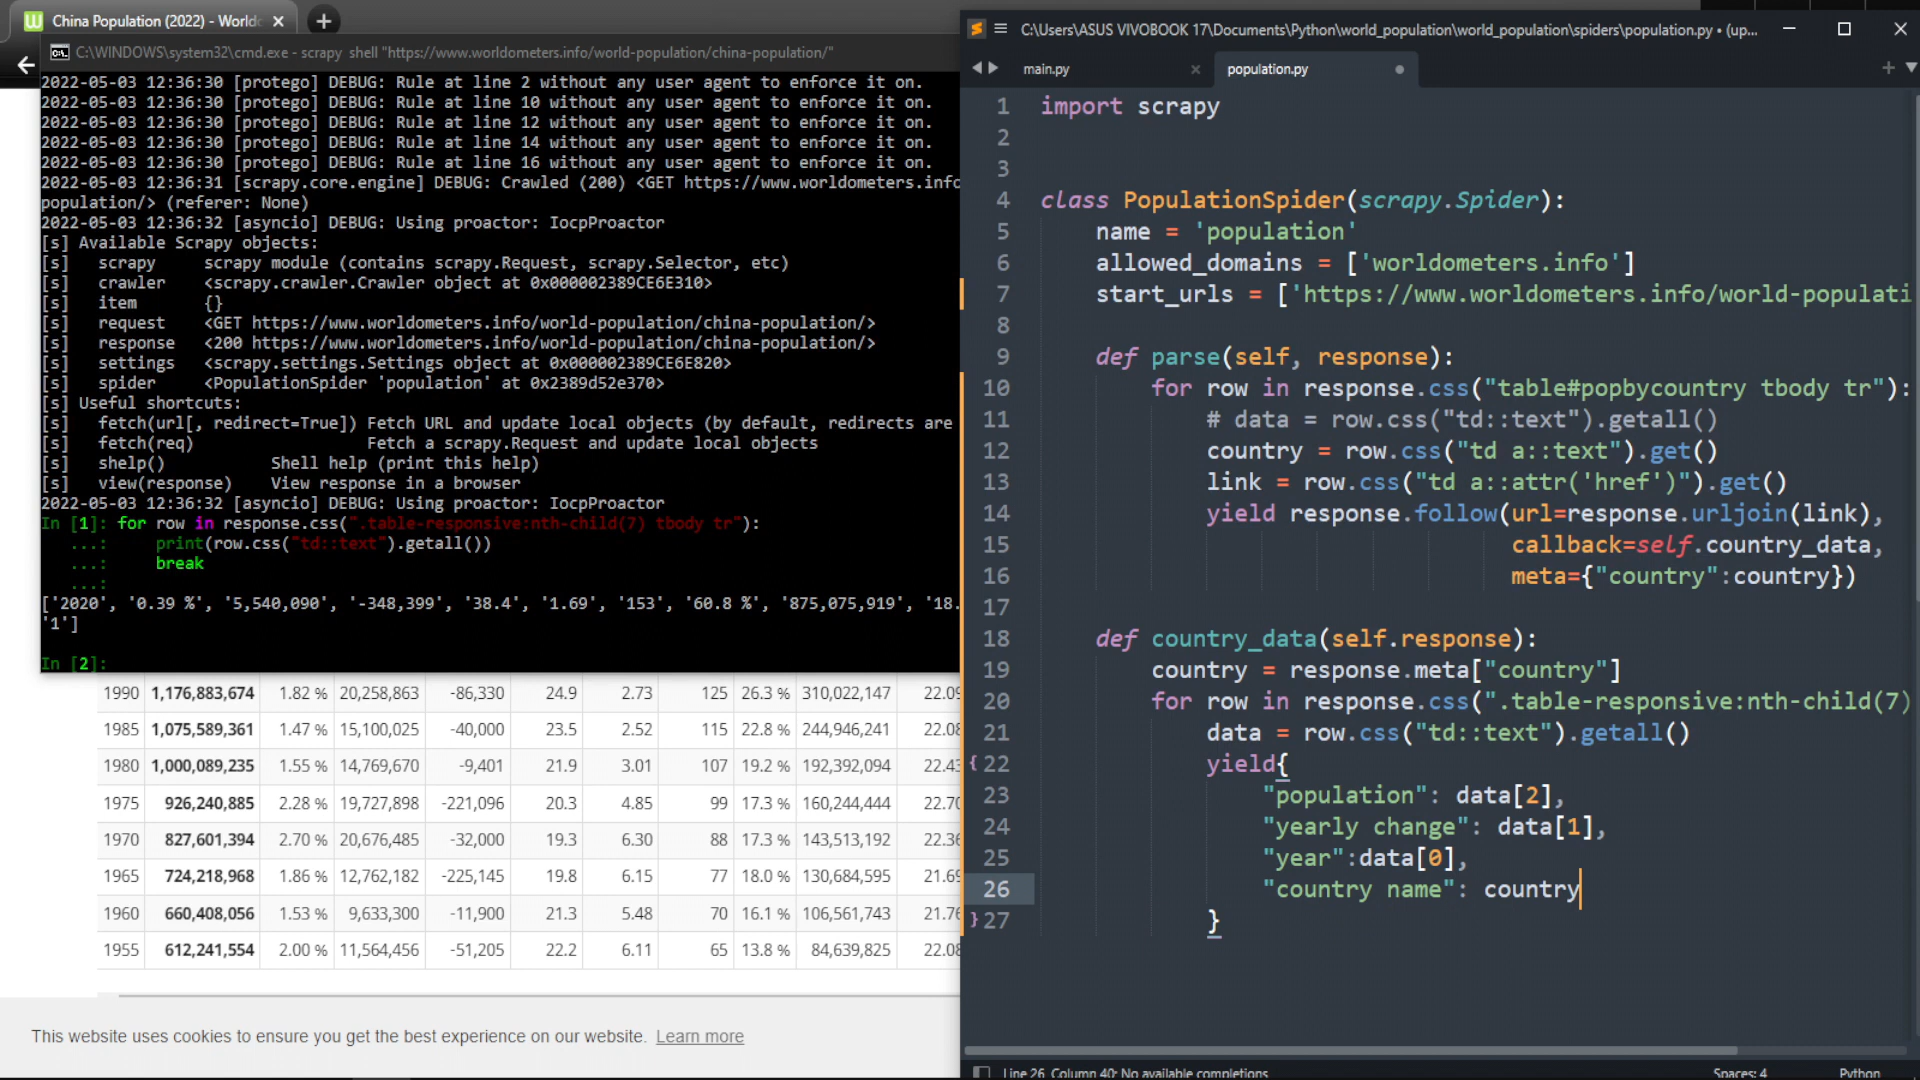 China Population (2022) - World
C:\WINDOWS\system32\cmd.exe - scrapy shell "https://www.worldometers.info/world-population/china-population/"
2022-05-03 12:36:30 [protego] DEBUG: Rule at line 2 without any user agent to enforce it on.
2022-05-03 12:36:30 [protego] DEBUG: Rule at line 10 without any user agent to enforce it on.
2022-05-03 12:36:30 [protego] DEBUG: Rule at line 12 without any user agent to enforce it on.
2022-05-03 12:36:30 [protego] DEBUG: Rule at line 14 without any user agent to enforce it on.
2022-05-03 12:36:30 [protego] DEBUG: Rule at line 16 without any user agent to enforce it on.
2022-05-03 12:36:31 [scrapy.core.engine] DEBUG: Crawled (200) <GET https://www.worldometers.info
population/> (referer: None)
2022-05-03 12:36:32 [asyncio] DEBUG: Using proactor: IocpProactor
[s] Available Scrapy objects:
[s] scrapy scrapy module (contains scrapy.Request, scrapy.Selector, etc)
[s] crawler <scrapy.crawler.Crawler object at 0x000002389CE6E310>
[s] item {}
[s] request <GET https://www.worldometers.info/world-population/china-population/>
[s] response <200 https://www.worldometers.info/world-population/china-population/>
[s] settings <scrapy.settings.Settings object at 0x000002389CE6E820>
[s] spider <PopulationSpider 'population' at 0x2389d52e370>
[s] Useful shortcuts:
[s] fetch(url[, redirect=True]) Fetch URL and update local objects (by default, redirects are
[s] fetch(req) Fetch a scrapy.Request and update local objects
[s] shelp() Shell help (print this help)
[s] view(response) View response in a browser
2022-05-03 12:36:32 [asyncio] DEBUG: Using proactor: IocpProactor
In [1]: for row in response.css(".table-responsive:nth-child(7) tbody tr"):
...: print(row.css("td::text").getall())
...: break
...:
['2020', '0.39 %', '5,540,090', '-348,399', '38.4', '1.69', '153', '60.8 %', '875,075,919', '18.
'1']
In [2]:
1990 1,176,883,674 1.82 % 20,258,863 -86,330 24.9 2.73 125 26.3 % 310,022,147 22.09
1985 1,075,589,361 1.47 % 15,100,025 -40,000 23.5 2.52 115 22.8 % 244,946,241 22.08
1980 1,000,089,235 1.55 % 14,769,670 -9,401 21.9 3.01 107 19.2 % 192,392,094 22.43
1975 926,240,885 2.28 % 19,727,898 -221,096 20.3 4.85 99 17.3 % 160,244,444 22.70
1970 827,601,394 2.70 % 20,676,485 -32,000 19.3 6.30 88 17.3 % 143,513,192 22.36
1965 724,218,968 1.86 % 12,762,182 -225,145 19.8 6.15 77 18.0 % 130,684,595 21.69
1960 660,408,056 1.53 % 9,633,300 -11,900 21.3 5.48 70 16.1 % 106,561,743 21.76
1955 612,241,554 2.00 % 11,564,456 -51,205 22.2 6.11 65 13.8 % 84,639,825 22.08
This website uses cookies to ensure you get the best experience on our website. Learn more
C:\Users\ASUS VIVOBOOK 17\Documents\Python\world_population\world_population\spiders\population.py • (up...
main.py population.py
1 import scrapy
2
3
4 class PopulationSpider(scrapy.Spider):
5 name = 'population'
6 allowed_domains = ['worldometers.info']
7 start_urls = ['https://www.worldometers.info/world-populati
8
9 def parse(self, response):
10 for row in response.css("table#popbycountry tbody tr"):
11 # data = row.css("td::text").getall()
12 country = row.css("td a::text").get()
13 link = row.css("td a::attr('href')").get()
14 yield response.follow(url=response.urljoin(link),
15 callback=self.country_data,
16 meta={"country":country})
17
18 def country_data(self.response):
19 country = response.meta["country"]
20 for row in response.css(".table-responsive:nth-child(7)
21 data = row.css("td::text").getall()
22 yield{
23 "population": data[2],
24 "yearly change": data[1],
25 "year":data[0],
26 "country name": country
27 }
Line 26, Column 40: No available completions Spaces: 4 Python